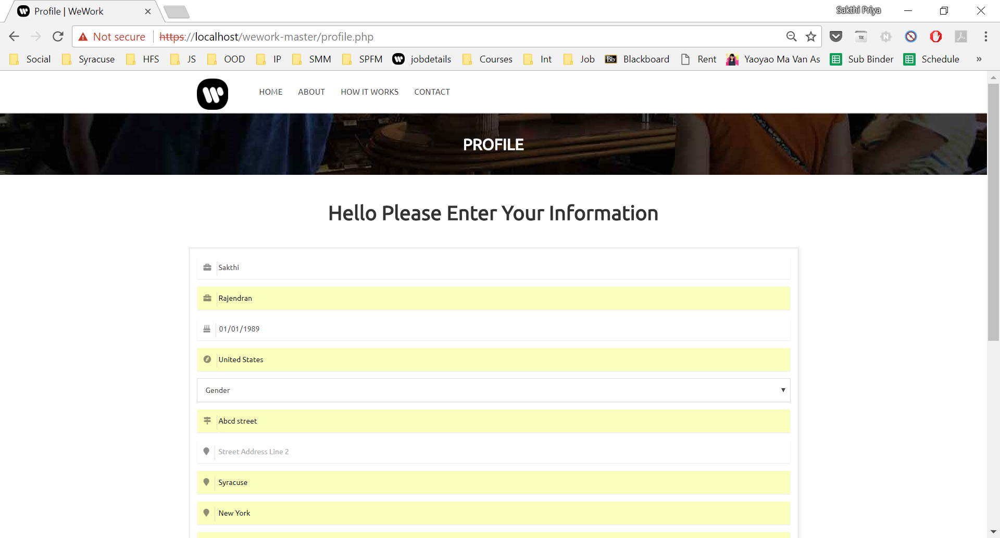 Profile | WeWork
Sakthi Priya
Not secure https://localhost/wework-master/profile.php
Social Syracuse HFS JS OOD IP SMM SPFM jobdetails Courses Int Job Bb Blackboard Rent Yaoyao Ma Van As Sub Binder Schedule »
HOME ABOUT HOW IT WORKS CONTACT
PROFILE
Hello Please Enter Your Information
Sakthi
Rajendran
01/01/1989
United States
Gender
Abcd street
Street Address Line 2
Syracuse
New York